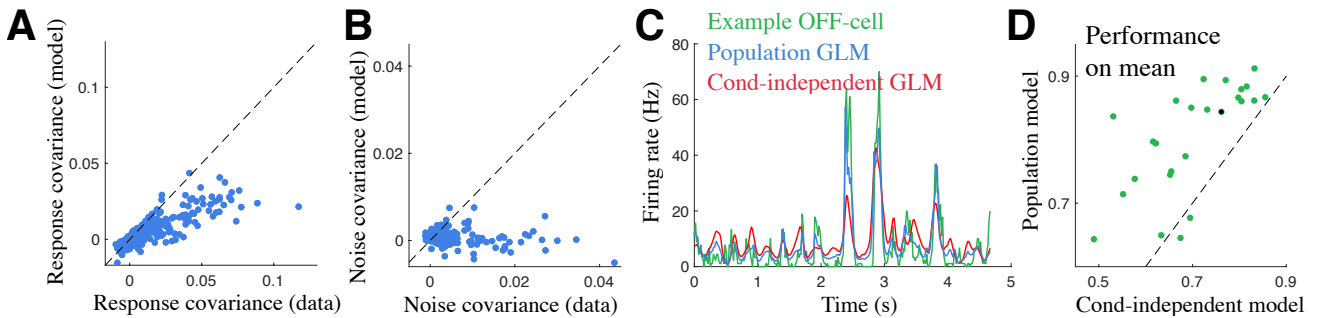 A
Response covariance (model)
0.1
0.05
0
0
0.05
0.1
Response covariance (data)
B
Noise covariance (model)
0.04
0.02
0
0
0.02
0.04
Noise covariance (data)
C
Example OFF-cell
Population GLM
Cond-independent GLM
Firing rate (Hz)
80
60
40
20
0
0
1
2
3
4
5
Time (s)
D
Performance
on mean
Population model
0.9
0.7
0.5
0.7
0.9
Cond-independent model